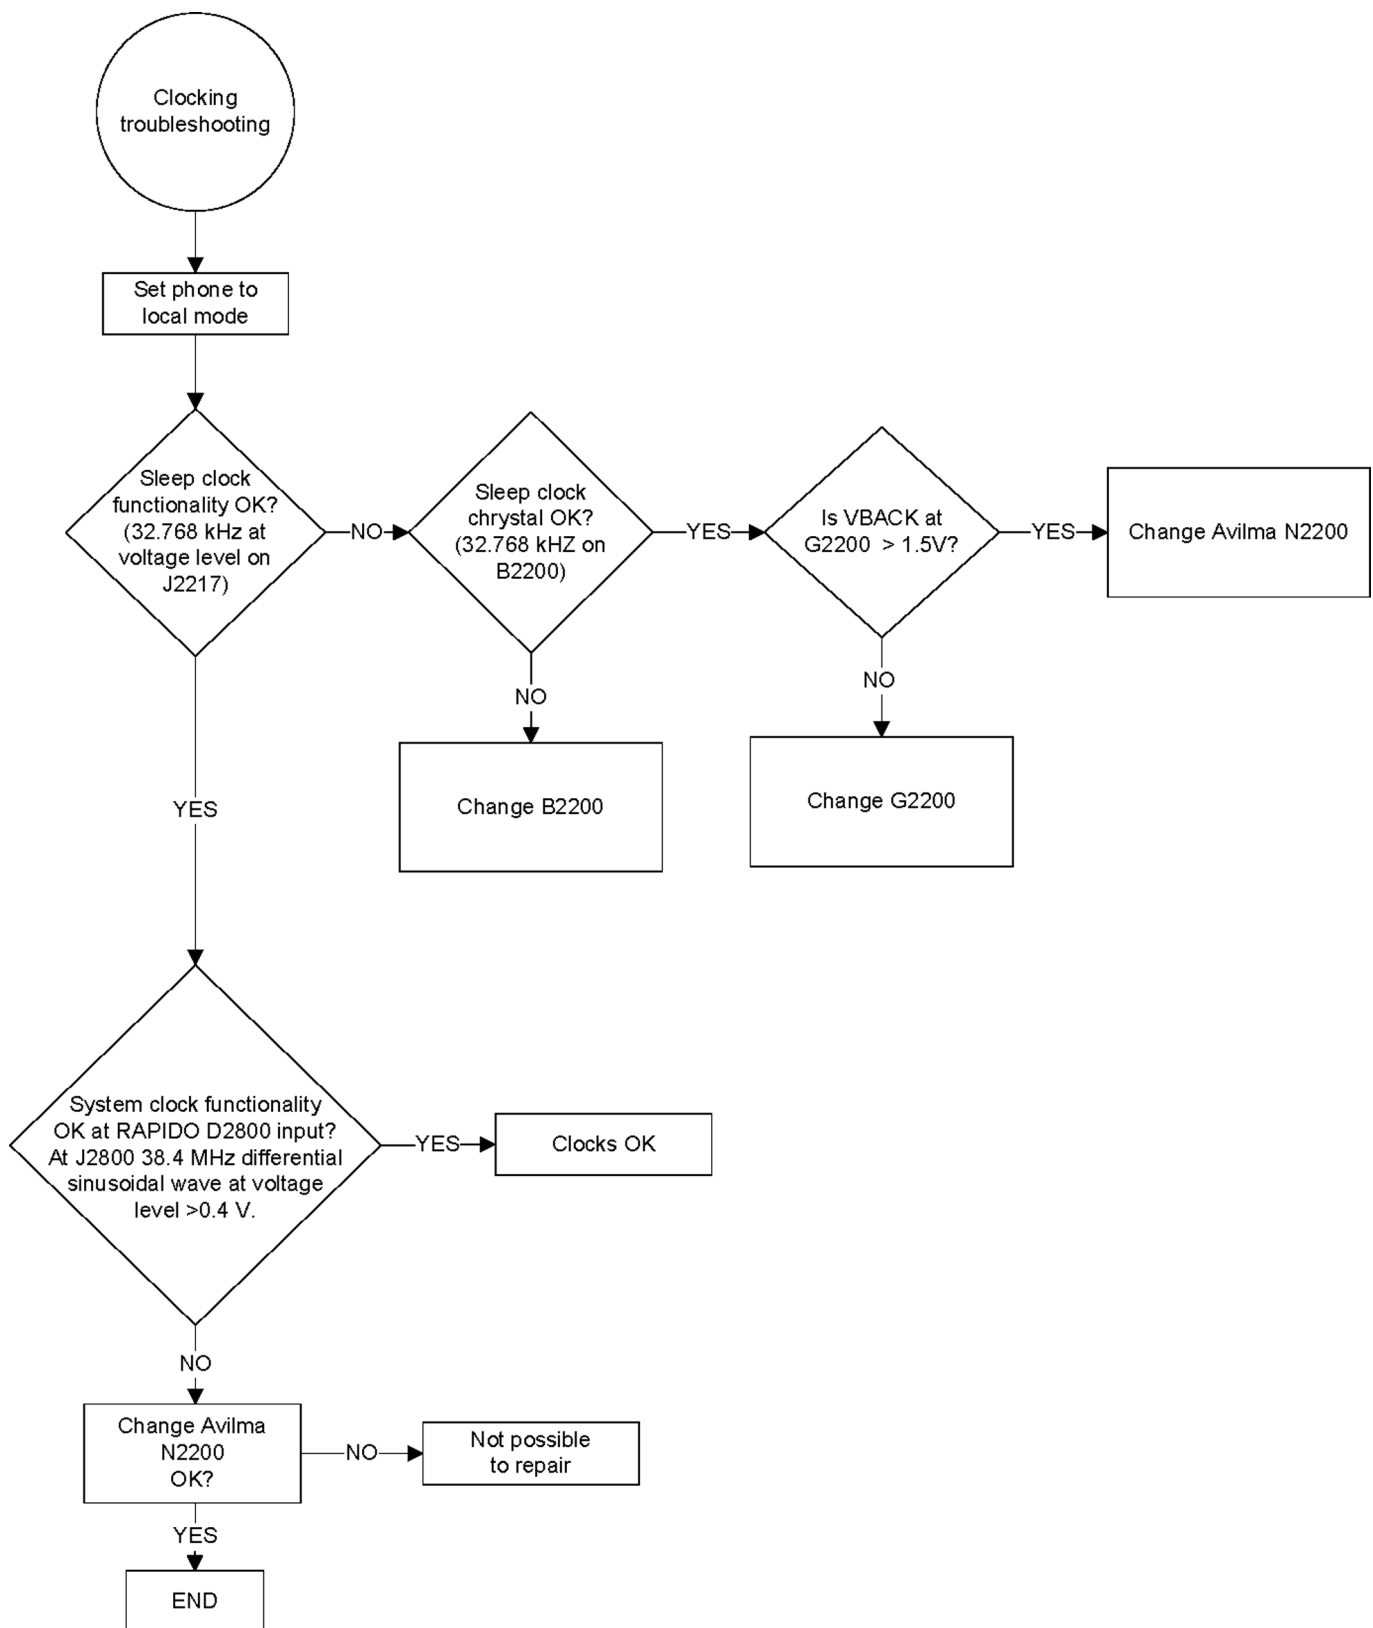 Clocking
troubleshooting
Set phone to
local mode
Sleep clock
functionality OK?
(32.768 kHz at
voltage level on
J2217)
NO
Sleep clock
chrystal OK?
(32.768 kHZ on
B2200)
YES
Is VBACK at
G2200 > 1.5V?
YES
Change Avilma N2200
NO
Change B2200
NO
Change G2200
YES
System clock functionality
OK at RAPIDO D2800 input?
At J2800 38.4 MHz differential
sinusoidal wave at voltage
level >0.4 V.
YES
Clocks OK
NO
Change Avilma
N2200
OK?
NO
Not possible
to repair
YES
END